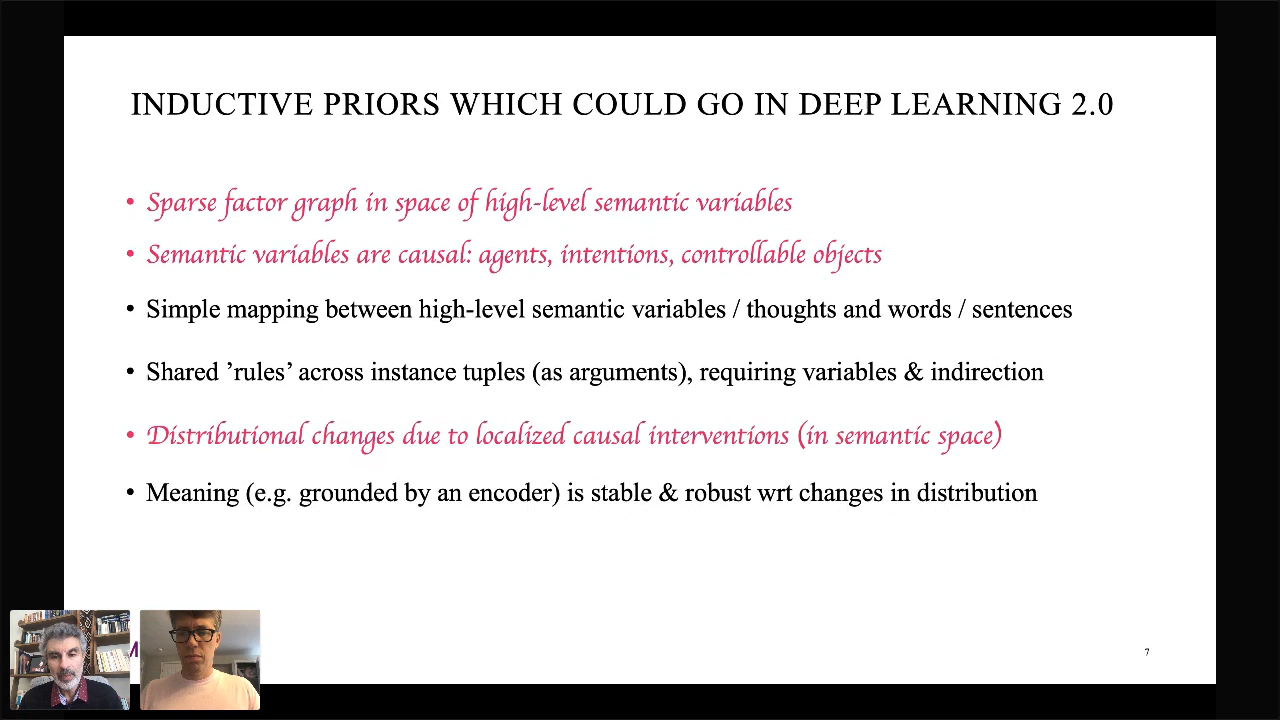 INDUCTIVE PRIORS WHICH COULD GO IN DEEP LEARNING 2.0
• Sparse factor graph in space of high-level semantic variables
• Semantic variables are causal: agents, intentions, controllable objects
• Simple mapping between high-level semantic variables / thoughts and words / sentences
• Shared ’rules’ across instance tuples (as arguments), requiring variables & indirection
• Distributional changes due to localized causal interventions (in semantic space)
• Meaning (e.g. grounded by an encoder) is stable & robust wrt changes in distribution
7